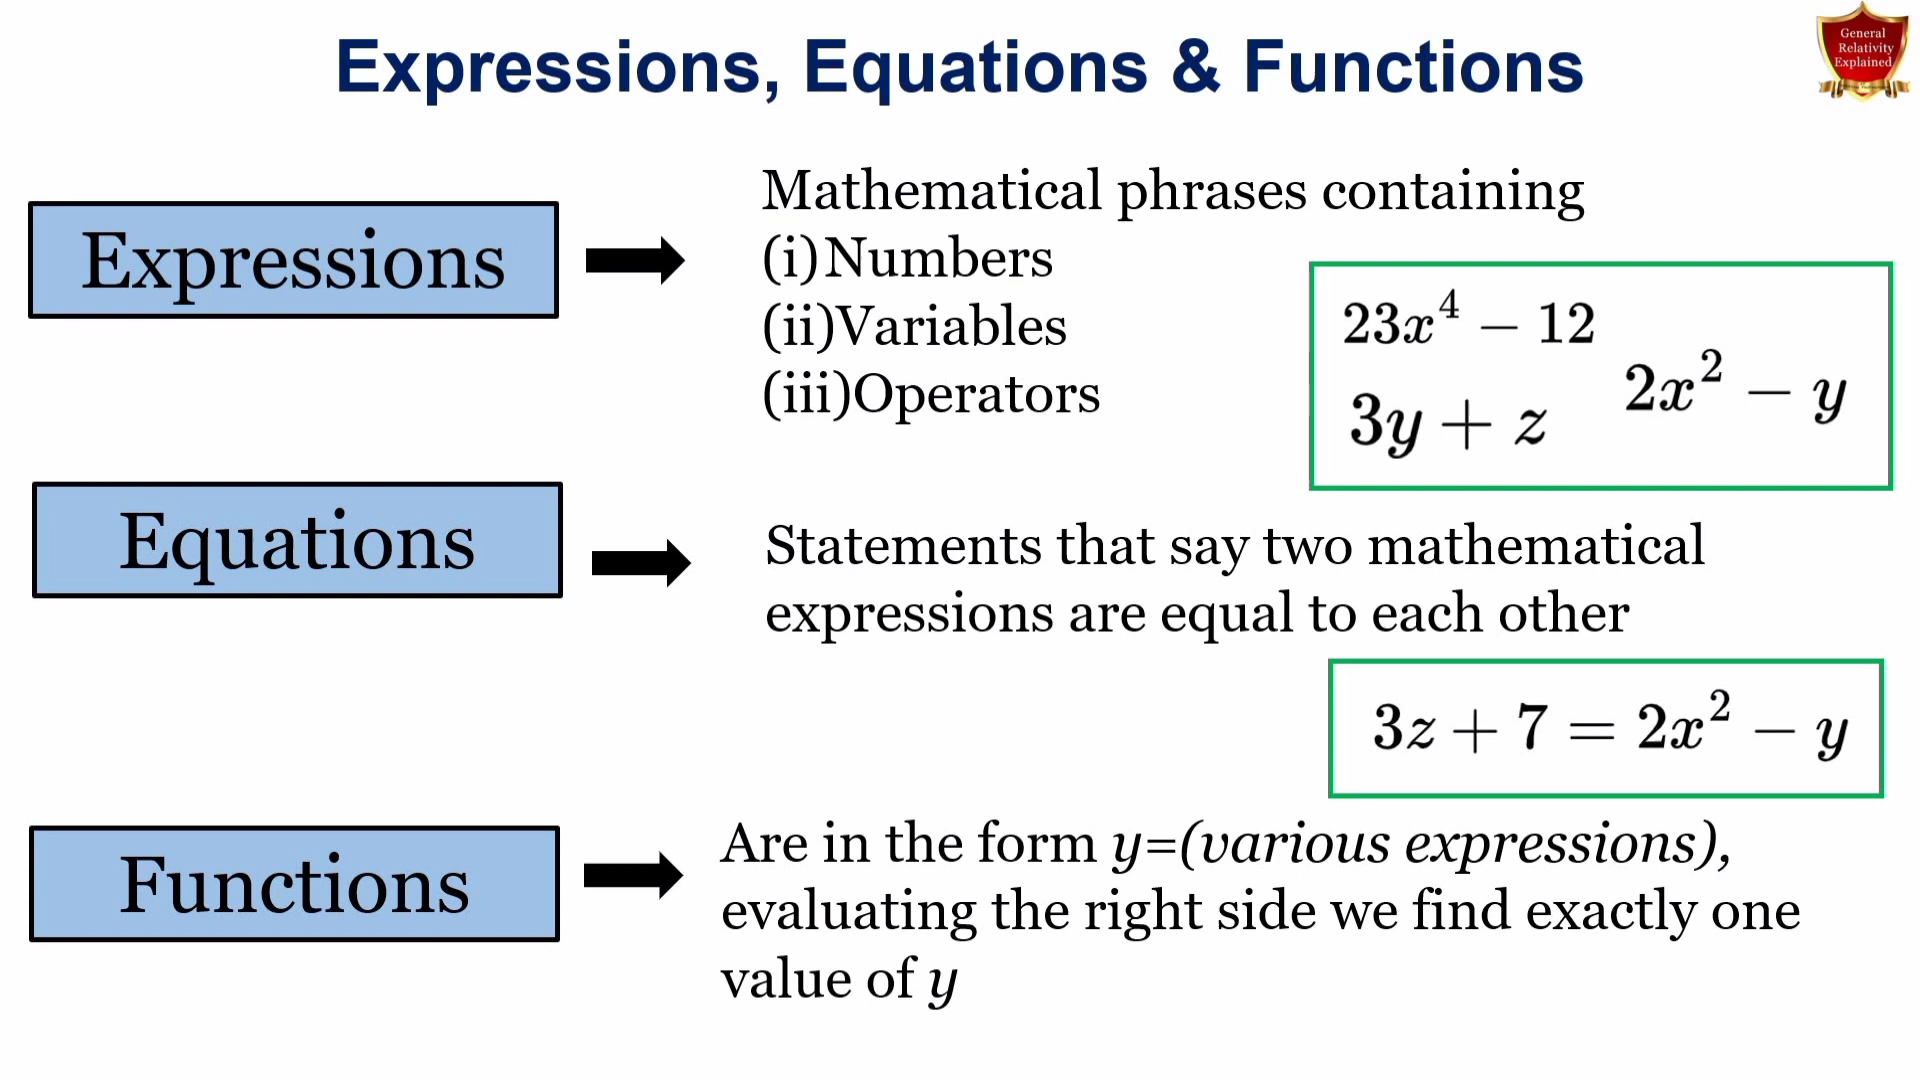 Expressions, Equations & Functions
General
Relativity
Explained
Expressions
Mathematical phrases containing
(i) Numbers
(ii)Variables
(iii)Operators
23x⁴ − 12
2x² − y
3y + z
Equations
Statements that say two mathematical
expressions are equal to each other
3z + 7 = 2x² − y
Functions
Are in the form y=(various expressions),
evaluating the right side we find exactly one
value of y